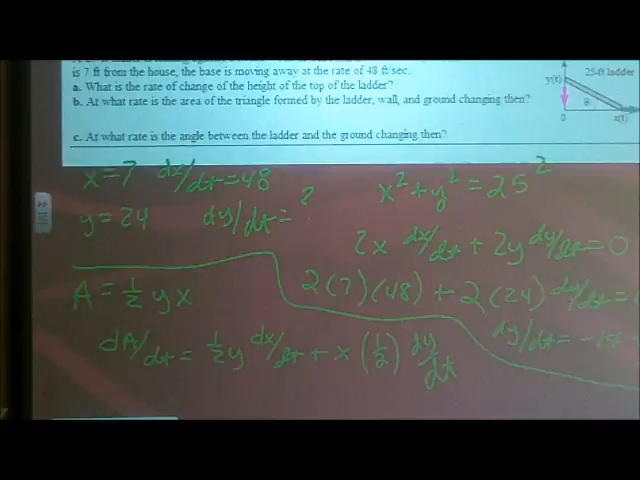 is 7 ft from the house, the base is moving away at the rate of 48 ft/sec.
a. What is the rate of change of the height of the top of the ladder?
b. At what rate is the area of the triangle formed by the ladder, wall, and ground changing then?
c. At what rate is the angle between the ladder and the ground changing then?
25-ft ladder
y(t)
θ
0
x(t)
x=7 dx/dt=48
y=24 dy/dt=?
x²+y²=25²
2x dx/dt + 2y dy/dt=0
2(7)(48) + 2(24) dy/dt=
dy/dt= -14
A=½yx
dA/dt=½y dx/dt + x(½) dy/dt